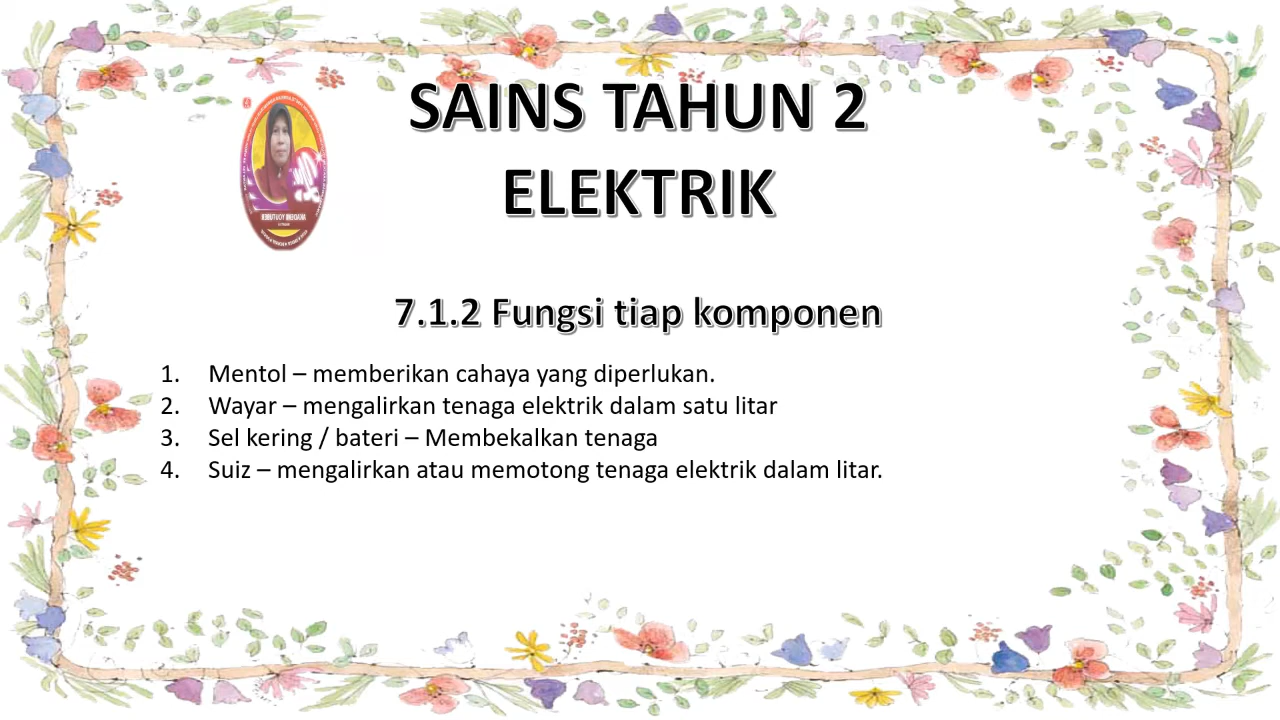 SAINS TAHUN 2
ELEKTRIK
7.1.2 Fungsi tiap komponen
1. Mentol – memberikan cahaya yang diperlukan.
2. Wayar – mengalirkan tenaga elektrik dalam satu litar
3. Sel kering / bateri – Membekalkan tenaga
4. Suiz – mengalirkan atau memotong tenaga elektrik dalam litar.